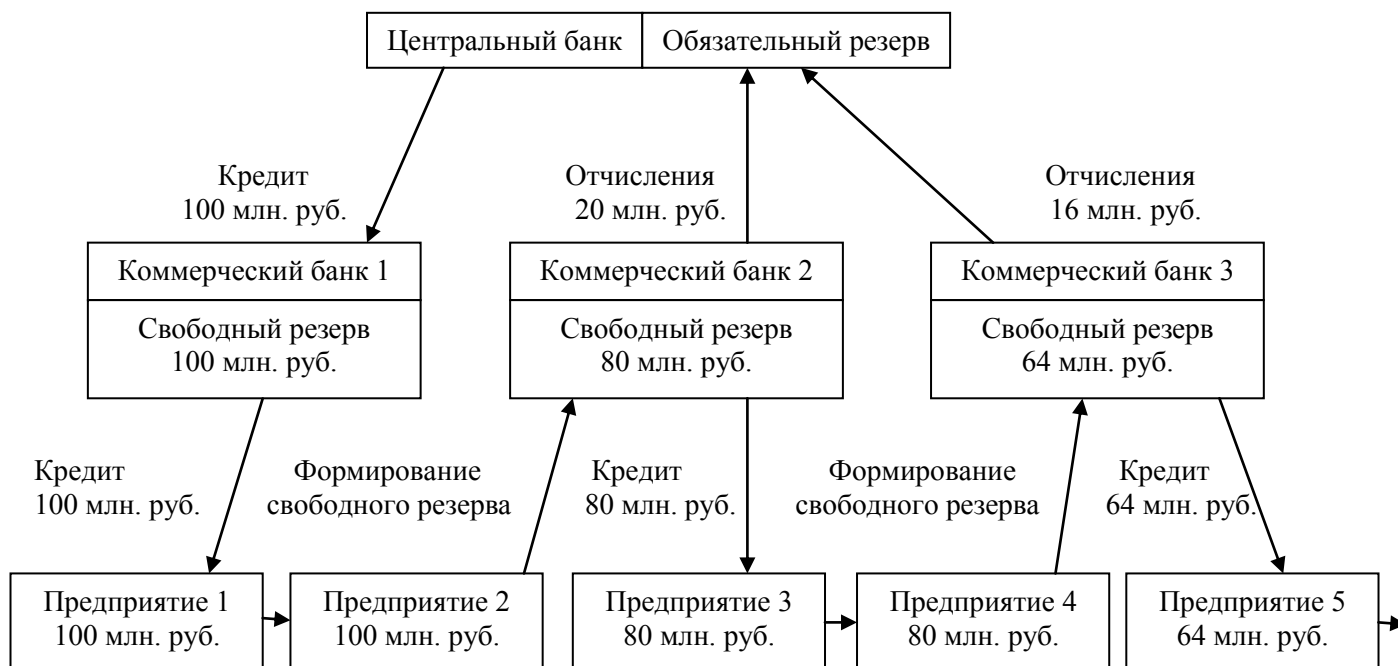 Центральный банк
Обязательный резерв
Кредит
100 млн. руб.
Отчисления
20 млн. руб.
Отчисления
16 млн. руб.
Коммерческий банк 1
Свободный резерв
100 млн. руб.
Коммерческий банк 2
Свободный резерв
80 млн. руб.
Коммерческий банк 3
Свободный резерв
64 млн. руб.
Кредит
100 млн. руб.
Формирование
свободного резерва
Кредит
80 млн. руб.
Формирование
свободного резерва
Кредит
64 млн. руб.
Предприятие 1
100 млн. руб.
Предприятие 2
100 млн. руб.
Предприятие 3
80 млн. руб.
Предприятие 4
80 млн. руб.
Предприятие 5
64 млн. руб.